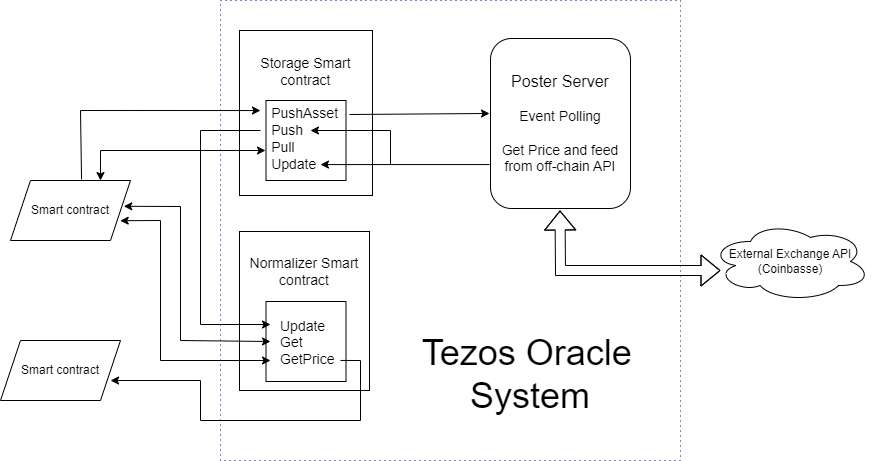 Storage Smart
contract
PushAsset
Push
Pull
Update
Poster Server
Event Polling
Get Price and feed
from off-chain API
Smart contract
External Exchange API
(Coinbasse)
Normalizer Smart
contract
Update
Get
GetPrice
Smart contract
Tezos Oracle
System